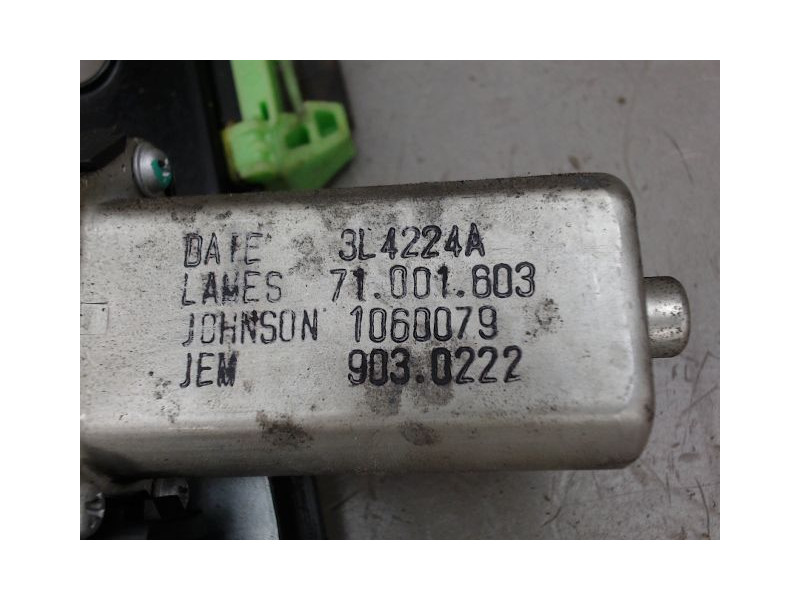 DATE 3L4224A
LAMES 71.001.603
JOHNSON 1060079
JEM 903.0222